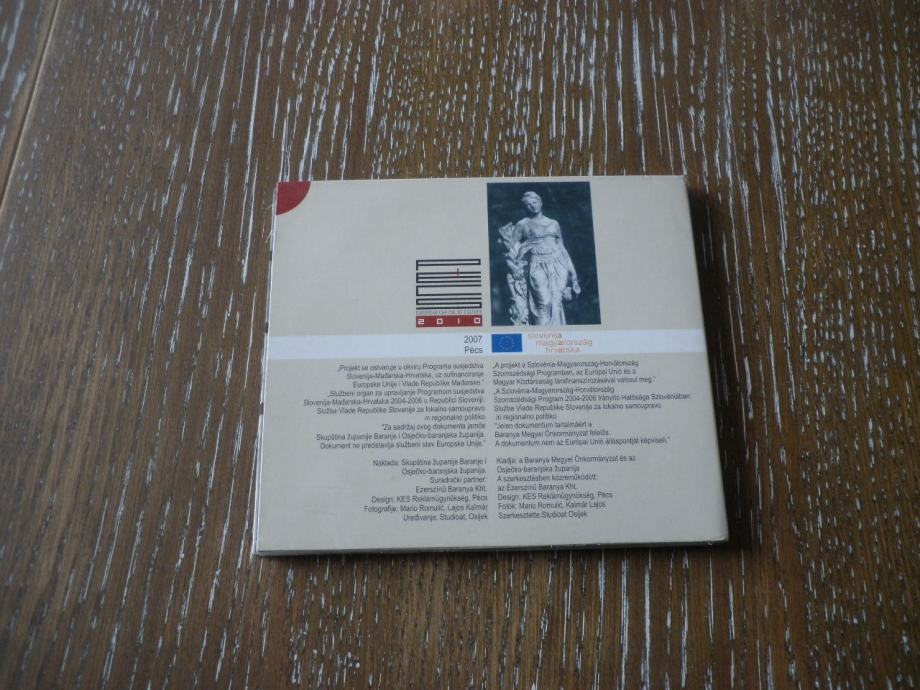 PÉCS
EUROPEAN CAPITAL OF CULTURE
2010
2007
Pécs
slovenija
magyarország
hrvatska
„Projekt se ostvaruje u okviru Programa susjedstva
Slovenija-Mađarska-Hrvatska, uz sufinanciranje
Europske Unije i Vlade Republike Mađarske.”
„Službeni organ za upravljanje Programom susjedstva
Slovenija-Mađarska-Hrvatska 2004-2006 u Republici Sloveniji:
Služba Vlade Republike Slovenije za lokalno samoupravo
in regionalno politiko
“Za sadržaj ovog dokumenta jemče
Skupština županije Baranje i Osječko-baranjska županija.
Dokument ne predstavlja službeni stav Europske Unije.”
Naklada: Skupština županije Baranje i
Osječko-baranjska županija.
Suradnički partner:
Ezerszínű Baranya Kht.
Design: KES Reklámügynökség, Pécs
Fotografije: Mario Romulić, Lajos Kalmár
Uređivanje: Studicat, Osijek
„A projekt a Szlovénia-Magyarország-Horvátország
Szomszédsági Programban, az Európai Unió és a
Magyar Köztársaság társfinanszírozásával valósul meg.”
„A Szlovénia-Magyarország-Horvátország
Szomszédsági Program 2004-2006 Irányító Hatósága Szlovéniában:
Služba Vlade Republike Slovenije za lokalno samoupravo
in regionalno politiko
“Jelen dokumentum tartalmáért a
Baranya Megyei Önkormányzat felelős.
A dokumentum nem az Európai Unió álláspontját képviseli.”
Kiadja: a Baranya Megyei Önkormányzat és az
Osječko-baranjska županija
A szerkesztésben közreműködött:
az Ezerszínű Baranya Kht.
Design: KES Reklámügynökség, Pécs
Fotók: Mario Romulić, Kalmár Lajos
Szerkesztette:Studicat Osijek